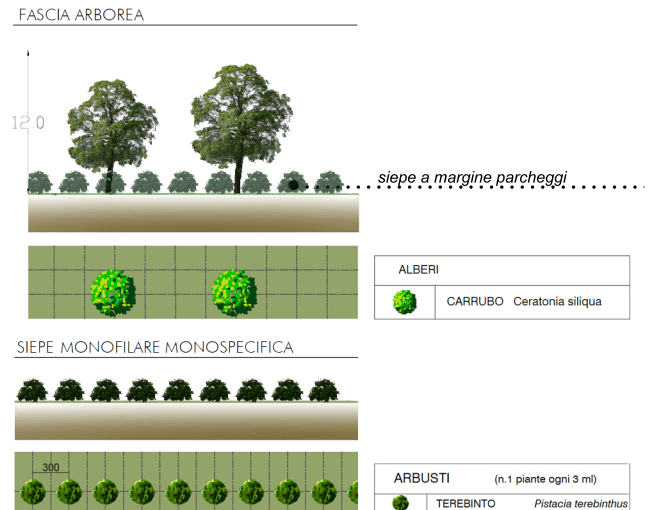 FASCIA ARBOREA
12.0
siepe a margine parcheggi
ALBERI
CARRUBO Ceratonia siliqua
SIEPE MONOFILARE MONOSPECIFICA
300
ARBUSTI (n.1 piante ogni 3 ml)
TEREBINTO Pistacia terebinthus